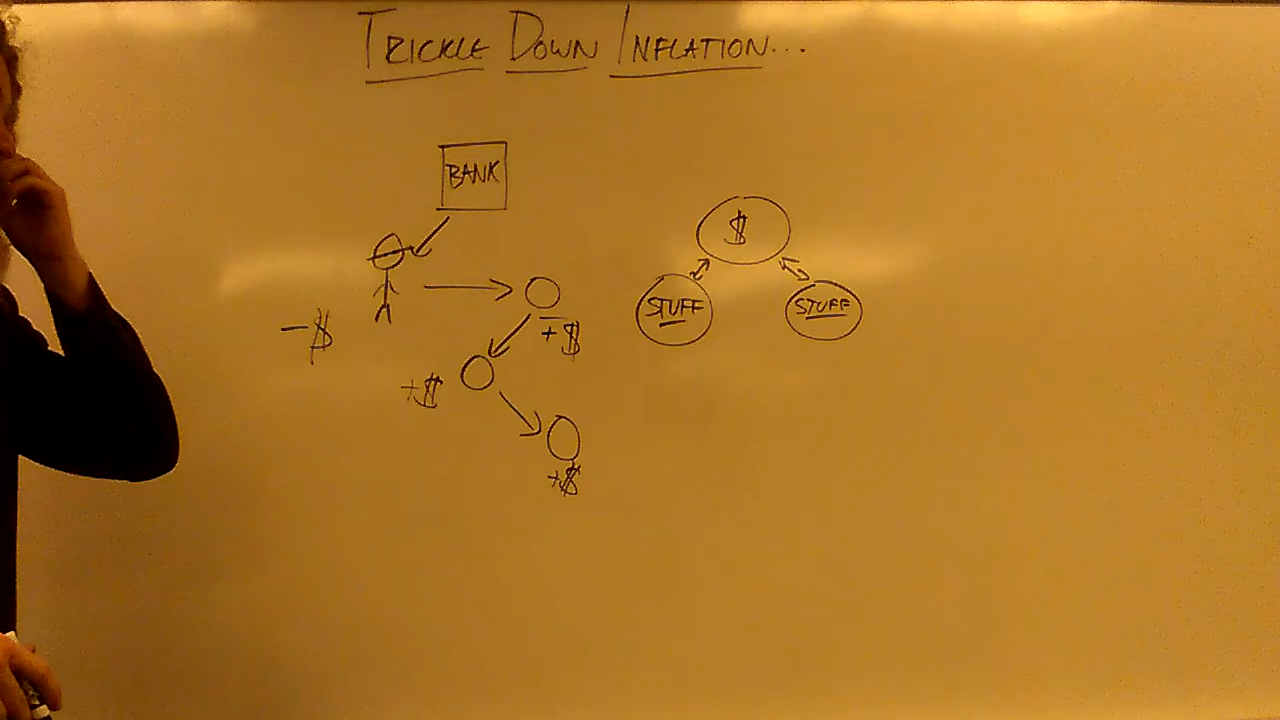 TRICKLE DOWN INFLATION...
BANK
$
STUFF
STUFF
-$
+$
+$
+$